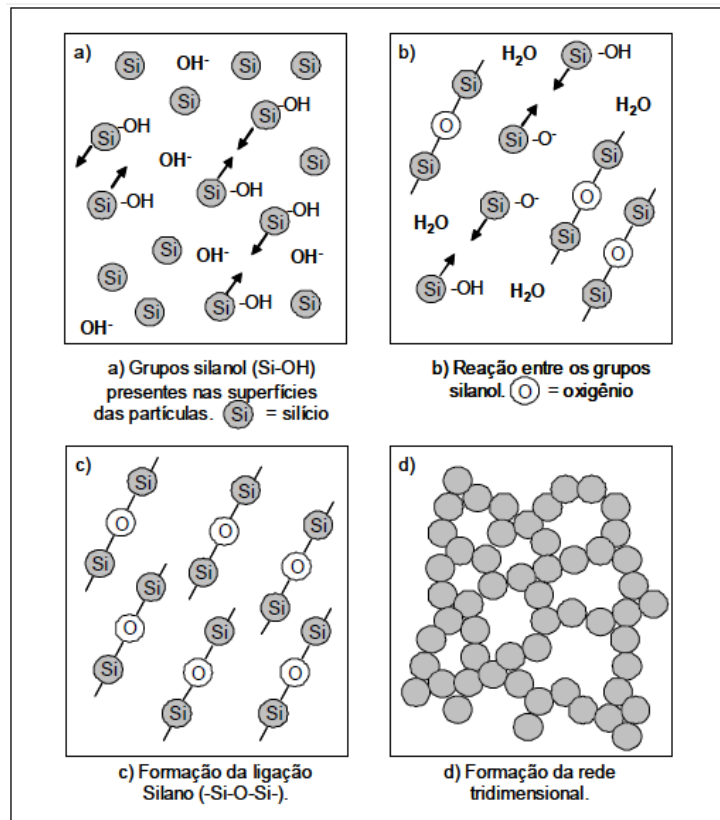 a)
Si
OH-
Si
Si
Si
Si
-OH
Si
-OH
OH-
Si
Si
-OH
Si
-OH
Si
-OH
Si
OH-
OH-
Si
Si
Si
-OH
Si
OH-
a) Grupos silanol (Si-OH)
presentes nas superfícies
das partículas. Si = silício
b)
H2O
Si
-OH
Si
H2O
O
Si
-O-
Si
Si
Si
-O-
O
Si
H2O
Si
O
Si
-OH
H2O
Si
b) Reação entre os grupos
silanol. O = oxigênio
c)
Si
Si
O
O
Si
Si
Si
O
Si
Si
O
Si
Si
Si
O
O
Si
Si
Si
c) Formação da ligação
Silano (-Si-O-Si-).
d)
d) Formação da rede
tridimensional.